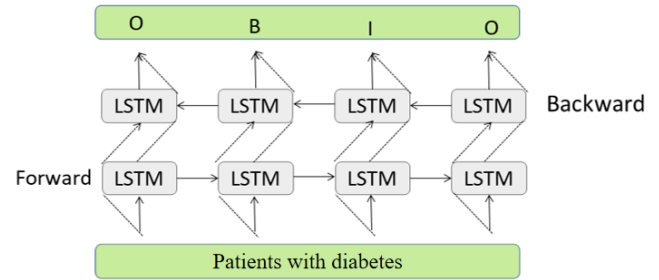 O B I O
LSTM LSTM LSTM LSTM Backward
Forward LSTM LSTM LSTM LSTM
Patients with diabetes